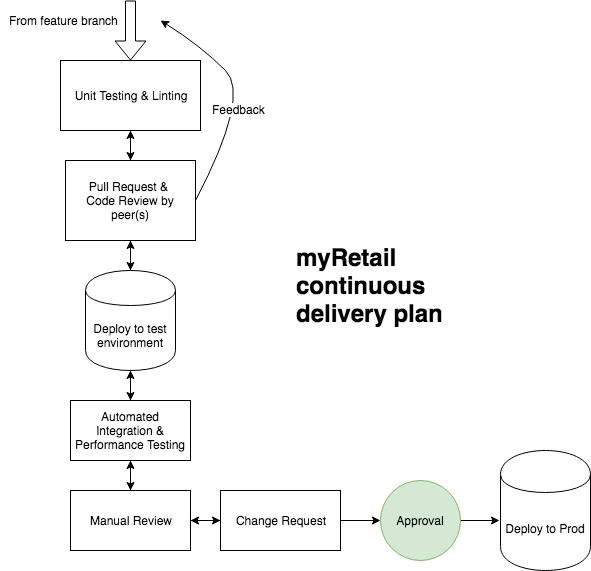 From feature branch
Unit Testing & Linting
Feedback
Pull Request &
Code Review by
peer(s)
myRetail
continuous
delivery plan
Deploy to test
environment
Automated
Integration &
Performance Testing
Manual Review
Change Request
Approval
Deploy to Prod